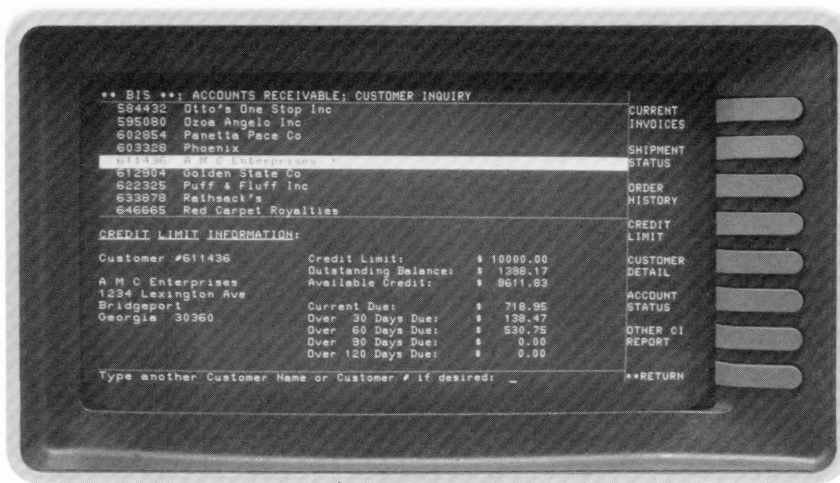 ** BIS **; ACCOUNTS RECEIVABLE; CUSTOMER INQUIRY
584432 Otto's One Stop Inc
595080 Ozoa Angelo Inc
602854 Panetta Pace Co
603328 Phoenix
611436 A M C Enterprises
612904 Golden State Co
622325 Puff & Fluff Inc
633878 Rathsack's
646665 Red Carpet Royalties
CREDIT LIMIT INFORMATION:
Customer #611436
A M C Enterprises
1234 Lexington Ave
Bridgeport
Georgia 30360
Credit Limit: $ 10000.00
Outstanding Balance: $ 1388.17
Available Credit: $ 8611.83
Current Due: $ 718.95
Over 30 Days Due: $ 138.47
Over 60 Days Due: $ 530.75
Over 90 Days Due: $ 0.00
Over 120 Days Due: $ 0.00
Type another Customer Name or Customer # if desired: _
CURRENT
INVOICES
SHIPMENT
STATUS
ORDER
HISTORY
CREDIT
LIMIT
CUSTOMER
DETAIL
ACCOUNT
STATUS
OTHER CI
REPORT
**RETURN